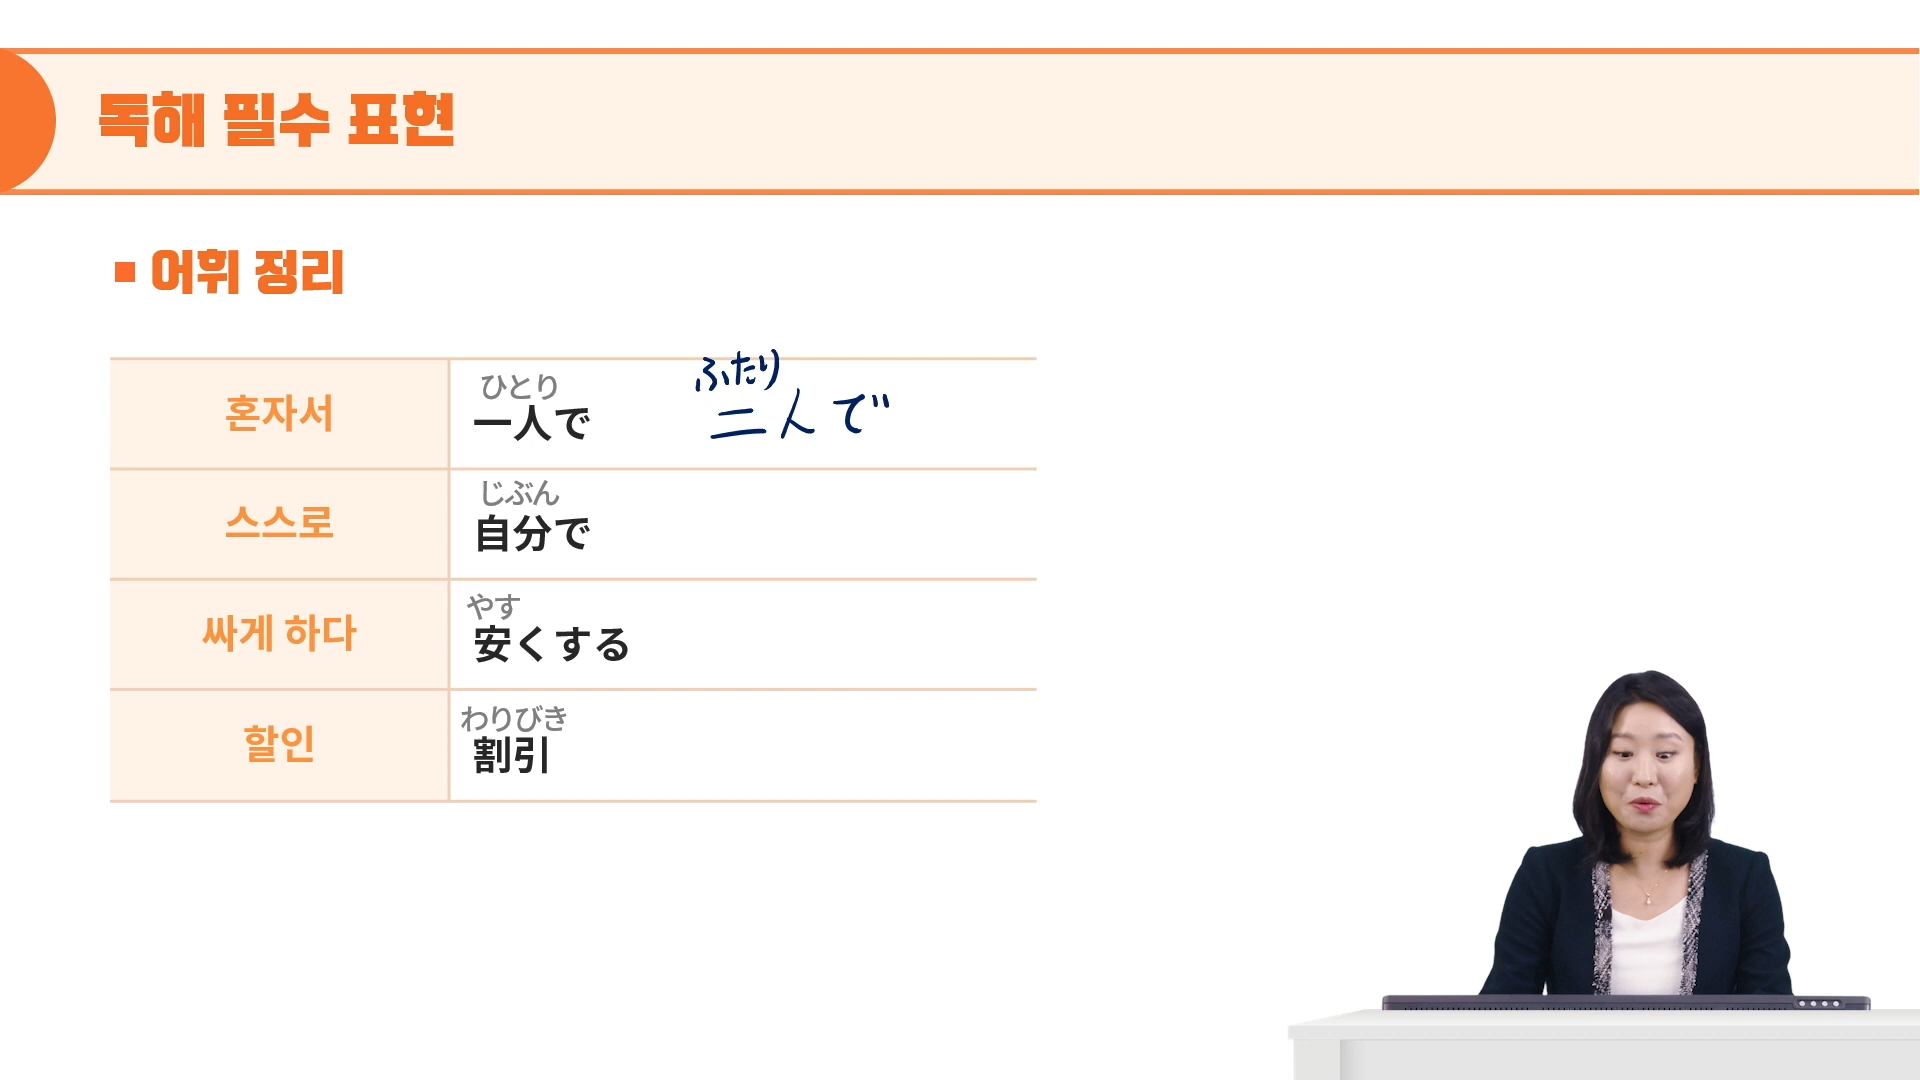 독해 필수 표현
어휘 정리
혼자서
ひとり
一人で
ふたり
二人で
스스로
じぶん
自分で
싸게 하다
やす
安くする
할인
わりびき
割引